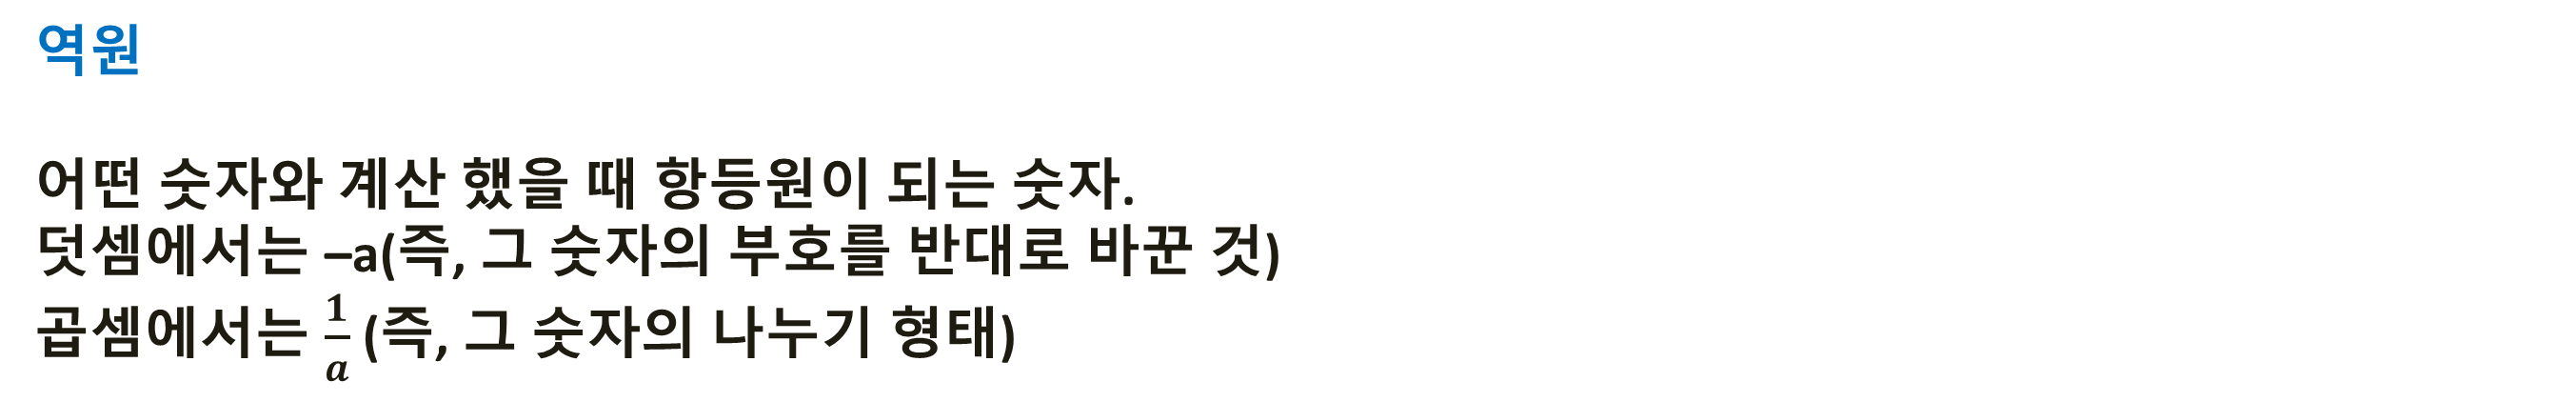 역원
어떤 숫자와 계산 했을 때 항등원이 되는 숫자.
덧셈에서는 –a(즉, 그 숫자의 부호를 반대로 바꾼 것)
곱셈에서는 1/a (즉, 그 숫자의 나누기 형태)